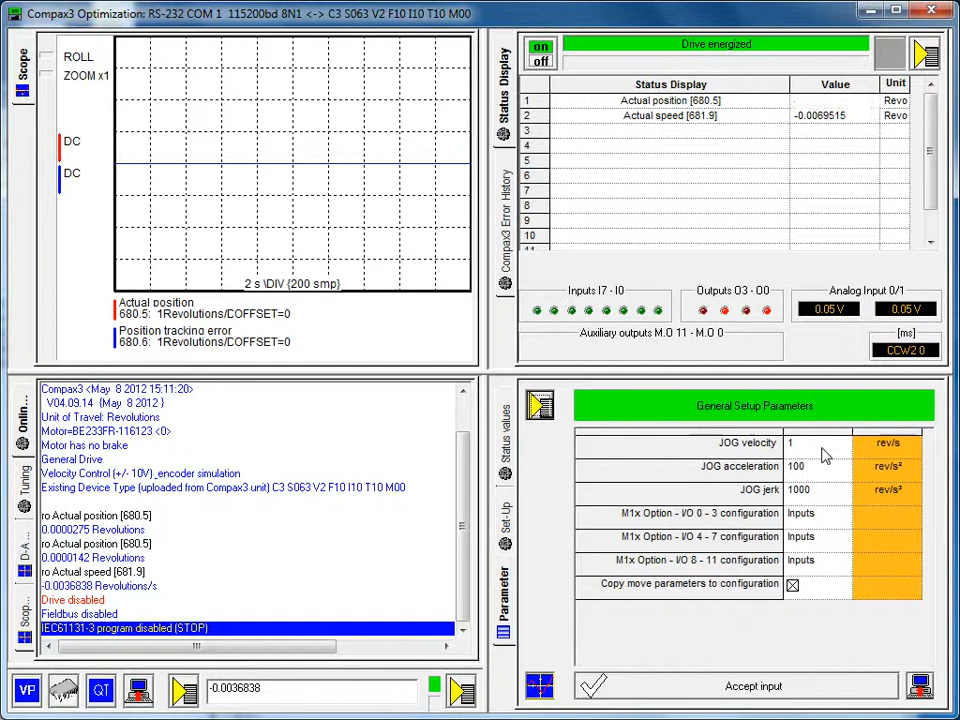 Compax3 Optimization: RS-232 COM 1  115200bd 8N1 <-> C3 S063 V2 F10 I10 T10 M00
Scope
ROLL
ZOOM x1
DC
DC
2 s \DIV {200 smp}
Actual position
680.5:  1Revolutions/DOFFSET=0
Position tracking error
680.6:  1Revolutions/DOFFSET=0
Status Display
Compax3 Error History
on
off
Drive energized
Status Display Value Unit
1 Actual position [680.5] Revo
2 Actual speed [681.9] -0.0069515 Revo
3
4
5
6
7
8
9
10
11
Inputs I7 - I0
Outputs O3 - O0
Analog Input 0/1
0.05 V 0.05 V
Auxiliary outputs M.O 11 - M.O 0
[ms]
CCW2 0
Onlin...
Tuning
D-A ...
Scop...
Compax3 <May  8 2012 15:11:20>
V04.09.14  {May  8 2012 }
Unit of Travel: Revolutions
Motor=BE233FR-116123 <0>
Motor has no brake
General Drive
Velocity Control (+/- 10V)_encoder simulation
Existing Device Type (uploaded from Compax3 unit) C3 S063 V2 F10 I10 T10 M00
ro Actual position [680.5]
0.0000275 Revolutions
ro Actual position [680.5]
0.0000142 Revolutions
ro Actual speed [681.9]
-0.0036838 Revolutions/s
Drive disabled
Fieldbus disabled
IEC61131-3 program disabled (STOP)
VP
QT
-0.0036838
Status values
Set-Up
Parameter
General Setup Parameters
JOG velocity 1 rev/s
JOG acceleration 100 rev/s²
JOG jerk 1000 rev/s³
M1x Option - I/O 0 - 3 configuration Inputs
M1x Option - I/O 4 - 7 configuration Inputs
M1x Option - I/O 8 - 11 configuration Inputs
Copy move parameters to configuration
Accept input